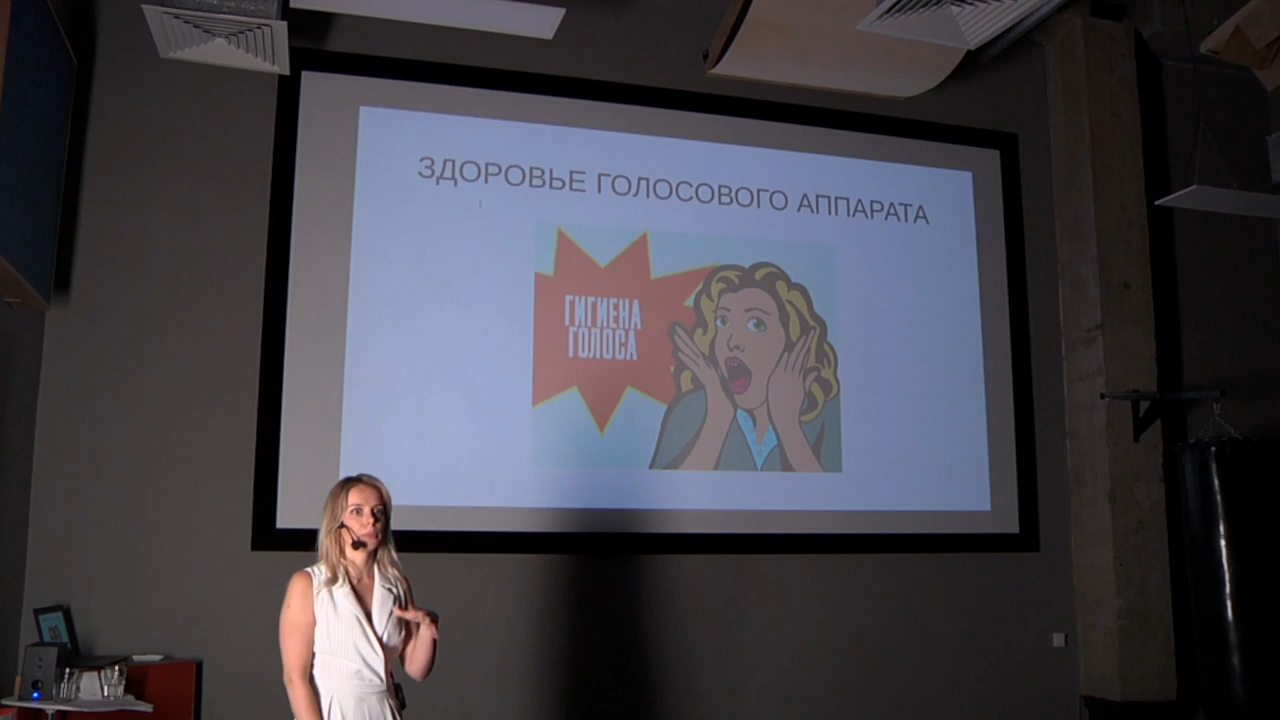 ЗДОРОВЬЕ ГОЛОСОВОГО АППАРАТА
ГИГИЕНА
ГОЛОСА